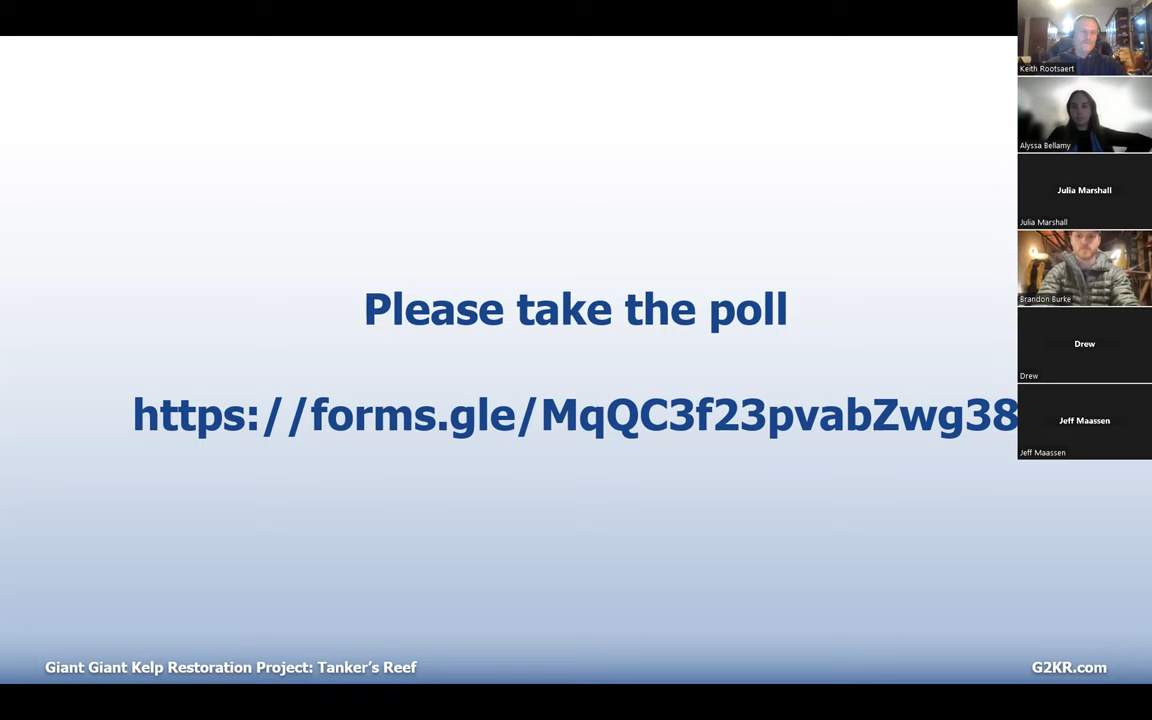 Please take the poll
https://forms.gle/MqQC3f23pvabZwg38
Giant Giant Kelp Restoration Project: Tanker's Reef
G2KR.com
Keith Rootsaert
Alyssa Bellamy
Julia Marshall
Julia Marshall
Brandon Burke
Drew
Drew
Jeff Maassen
Jeff Maassen